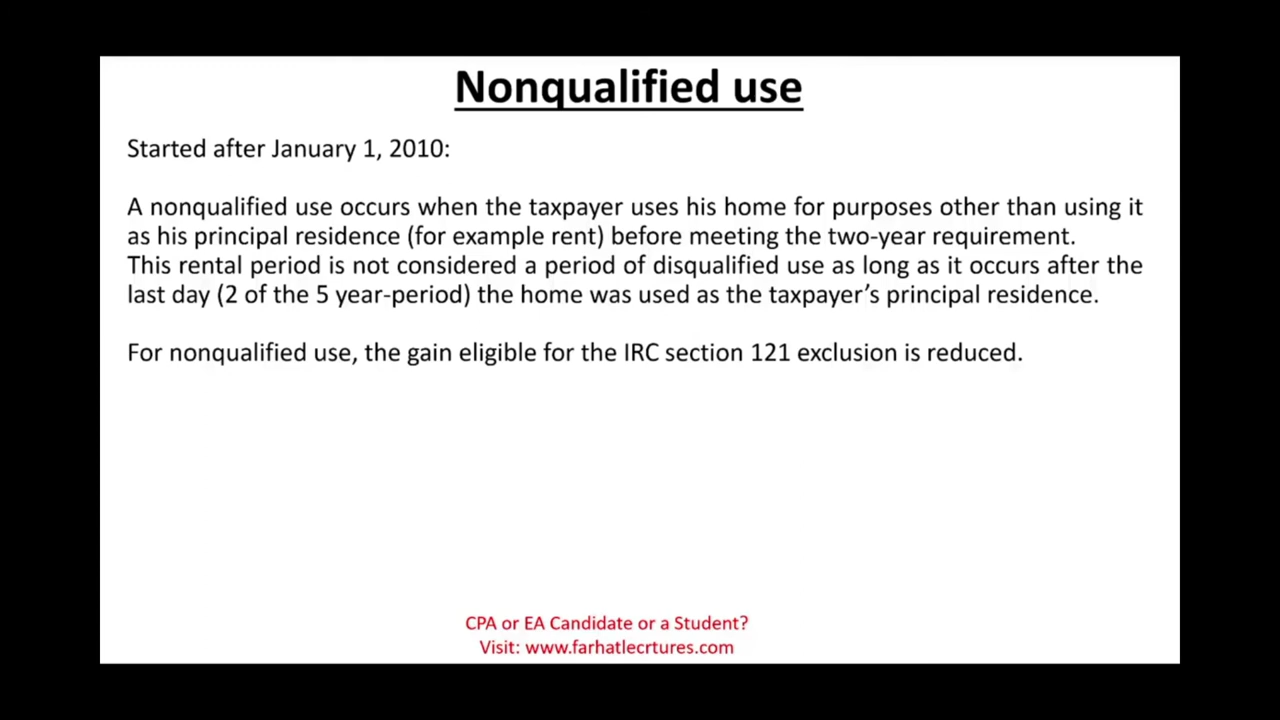 Nonqualified use
Started after January 1, 2010:
A nonqualified use occurs when the taxpayer uses his home for purposes other than using it
as his principal residence (for example rent) before meeting the two-year requirement.
This rental period is not considered a period of disqualified use as long as it occurs after the
last day (2 of the 5 year-period) the home was used as the taxpayer’s principal residence.
For nonqualified use, the gain eligible for the IRC section 121 exclusion is reduced.
CPA or EA Candidate or a Student?
Visit: www.farhatlecrtures.com